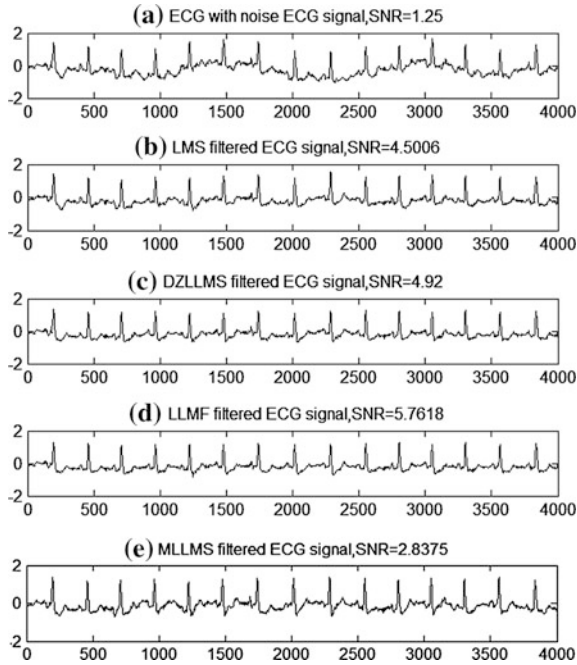 (a) ECG with noise ECG signal,SNR=1.25
2
0
-2
0 500 1000 1500 2000 2500 3000 3500 4000
(b) LMS filtered ECG signal,SNR=4.5006
2
0
-2
0 500 1000 1500 2000 2500 3000 3500 4000
(c) DZLLMS filtered ECG signal,SNR=4.92
2
0
-2
0 500 1000 1500 2000 2500 3000 3500 4000
(d) LLMF filtered ECG signal,SNR=5.7618
2
0
-2
0 500 1000 1500 2000 2500 3000 3500 4000
(e) MLLMS filtered ECG signal,SNR=2.8375
2
0
-2
0 500 1000 1500 2000 2500 3000 3500 4000